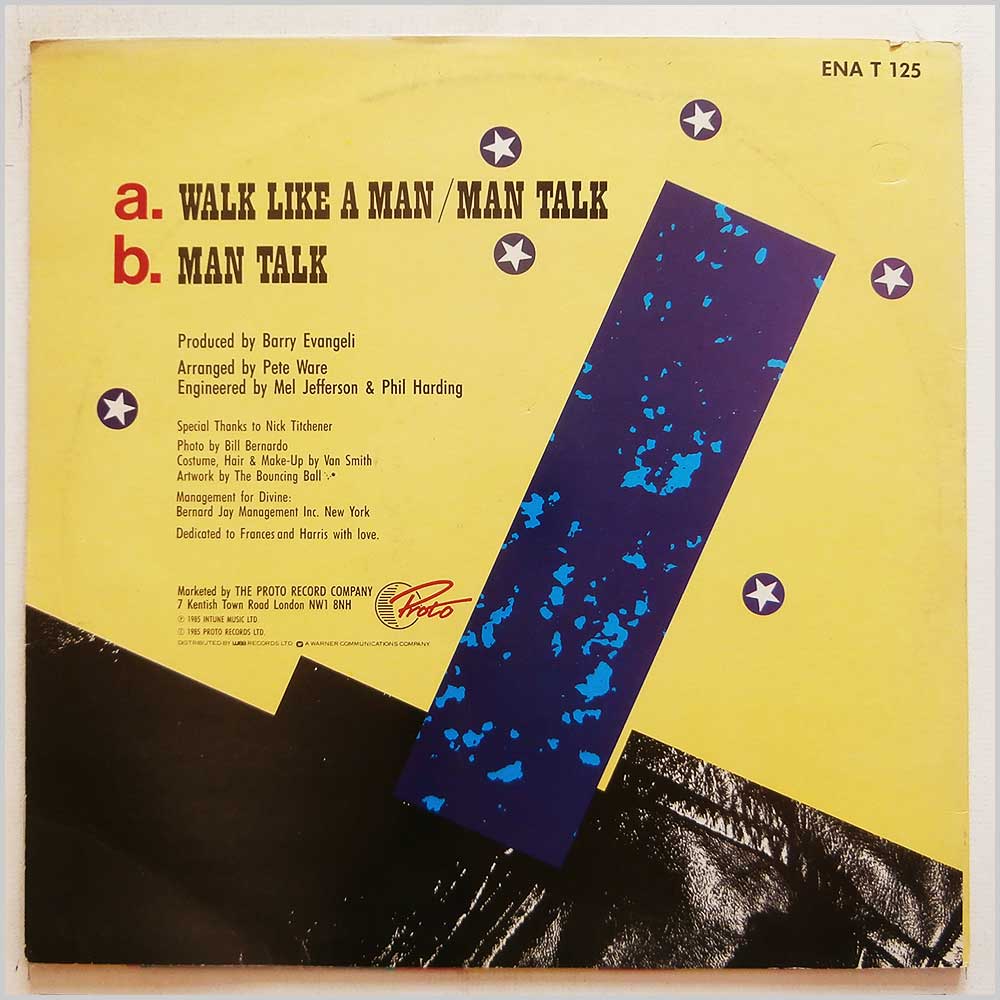 ENA T 125
a. WALK LIKE A MAN/MAN TALK
b. MAN TALK
Produced by Barry Evangeli
Arranged by Pete Ware
Engineered by Mel Jefferson & Phil Harding
Special Thanks to Nick Titchener
Photo by Bill Bernardo
Costume, Hair & Make-Up by Van Smith
Artwork by The Bouncing Ball
Management for Divine:
Bernard Jay Management Inc. New York
Dedicated to Frances and Harris with love.
Marketed by THE PROTO RECORD COMPANY
7 Kentish Town Road London NW1 8NH
Proto
℗ 1985 INTUNE MUSIC LTD.
© 1985 PROTO RECORDS LTD.
DISTRIBUTED BY WEA RECORDS LTD. A WARNER COMMUNICATIONS COMPANY